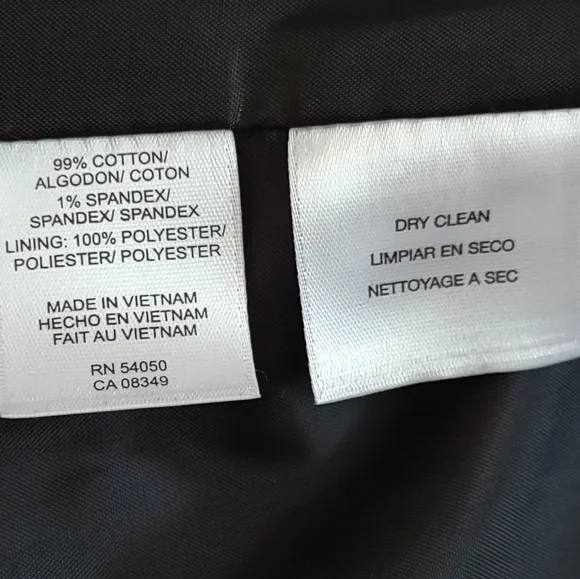 99% COTTON/
ALGODON/ COTON
1% SPANDEX/
SPANDEX/ SPANDEX
LINING: 100% POLYESTER/
POLIESTER/ POLYESTER
MADE IN VIETNAM
HECHO EN VIETNAM
FAIT AU VIETNAM
RN 54050
CA 08349
DRY CLEAN
LIMPIAR EN SECO
NETTOYAGE A SEC